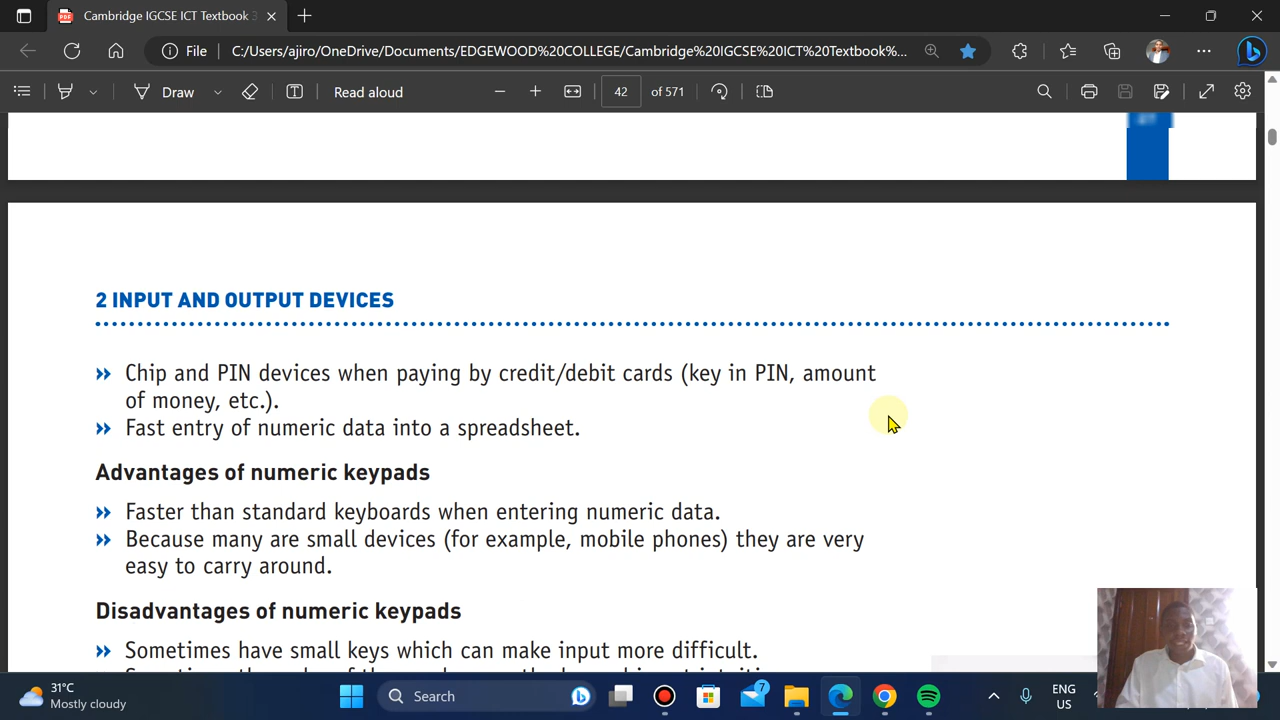 Cambridge IGCSE ICT Textbook 3
File
C:/Users/ajiro/OneDrive/Documents/EDGEWOOD%20COLLEGE/Cambridge%20IGCSE%20ICT%20Textbook%...
Draw
Read aloud
42
of 571
2 INPUT AND OUTPUT DEVICES
» Chip and PIN devices when paying by credit/debit cards (key in PIN, amount
of money, etc.).
» Fast entry of numeric data into a spreadsheet.
Advantages of numeric keypads
» Faster than standard keyboards when entering numeric data.
» Because many are small devices (for example, mobile phones) they are very
easy to carry around.
Disadvantages of numeric keypads
» Sometimes have small keys which can make input more difficult.
31°C
Mostly cloudy
Search
7
ENG
US